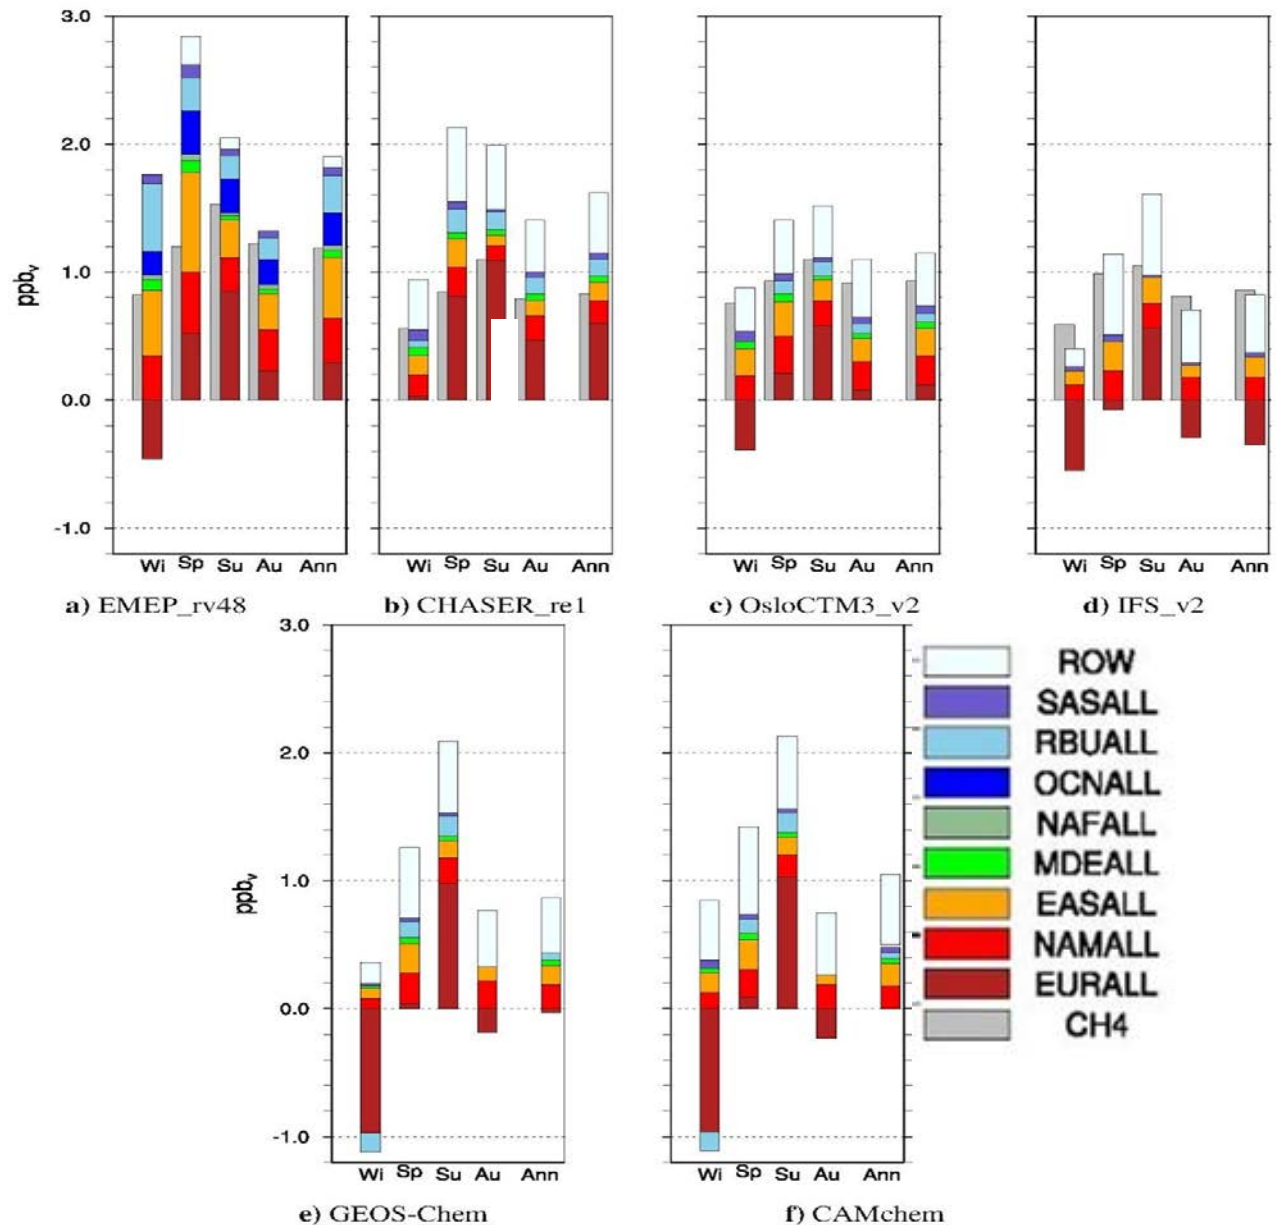 3.0
2.0
1.0
0.0
-1.0
ppbv
Wi Sp Su Au Ann
Wi Sp Su Au Ann
Wi Sp Su Au Ann
Wi Sp Su Au Ann
a) EMEP_rv48
b) CHASER_re1
c) OsloCTM3_v2
d) IFS_v2
3.0
2.0
1.0
0.0
-1.0
ppbv
Wi Sp Su Au Ann
Wi Sp Su Au Ann
e) GEOS-Chem
f) CAMchem
ROW
SASALL
RBUALL
OCNALL
NAFALL
MDEALL
EASALL
NAMALL
EURALL
CH4